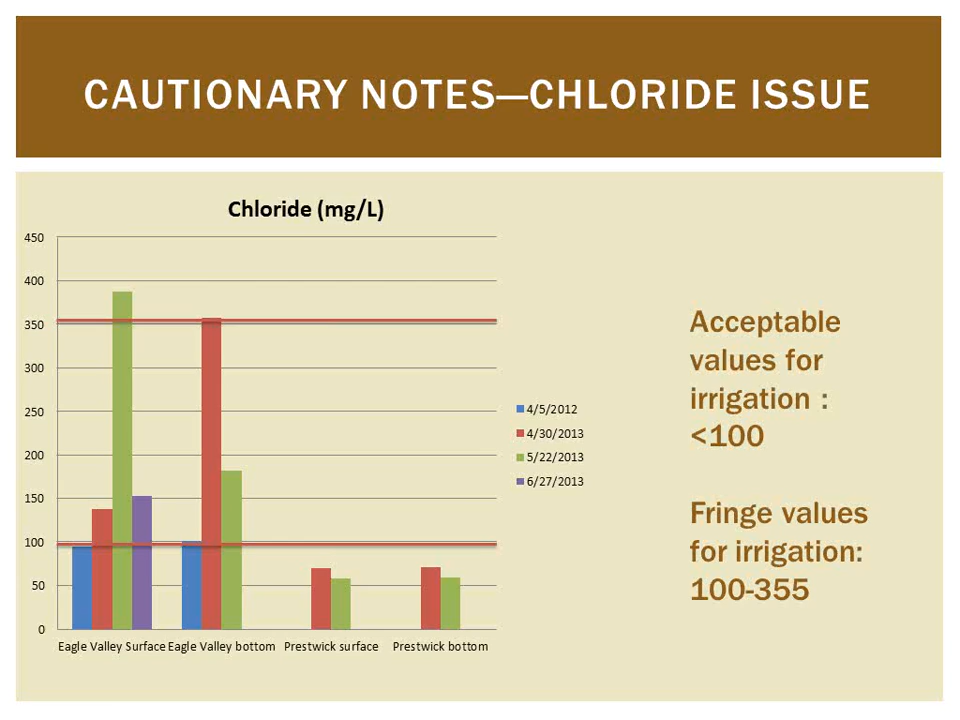 CAUTIONARY NOTES—CHLORIDE ISSUE
Chloride (mg/L)
450
400
350
300
250
200
150
100
50
0
Eagle Valley Surface Eagle Valley bottom Prestwick surface Prestwick bottom
4/5/2012
4/30/2013
5/22/2013
6/27/2013
Acceptable
values for
irrigation :
<100
Fringe values
for irrigation:
100-355